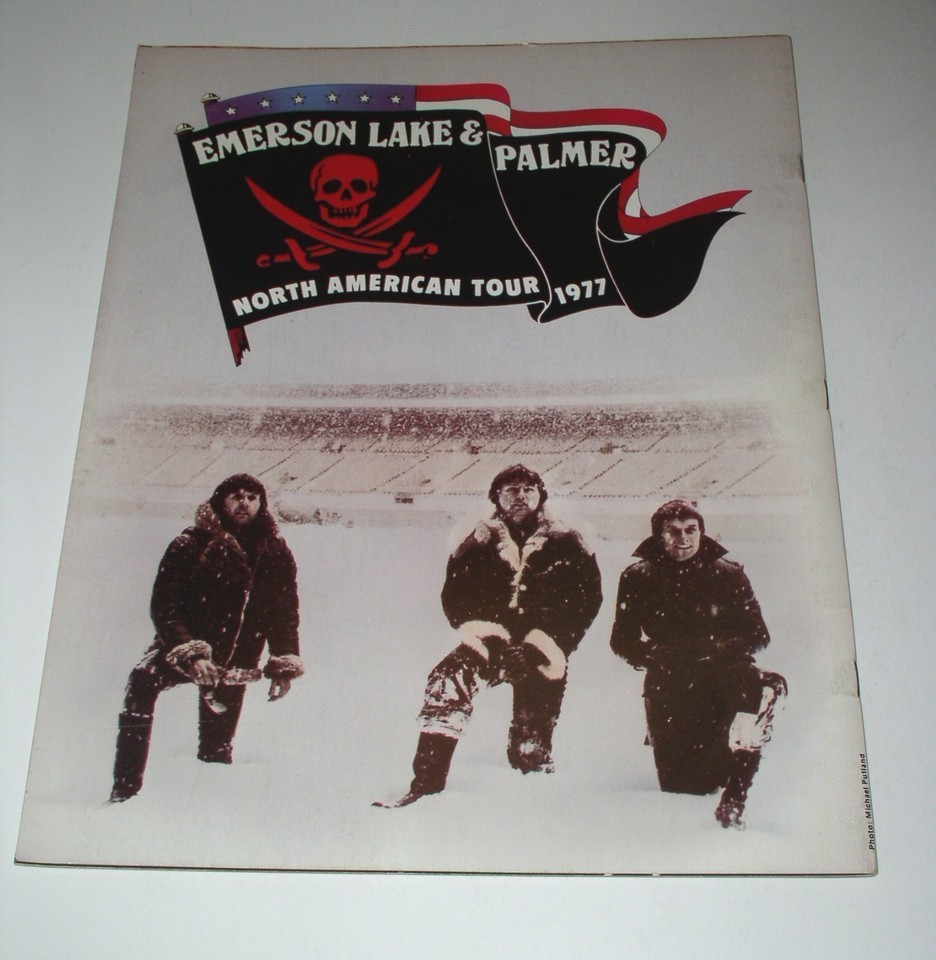 EMERSON LAKE & PALMER
NORTH AMERICAN TOUR 1977
Photo: Michael Putland